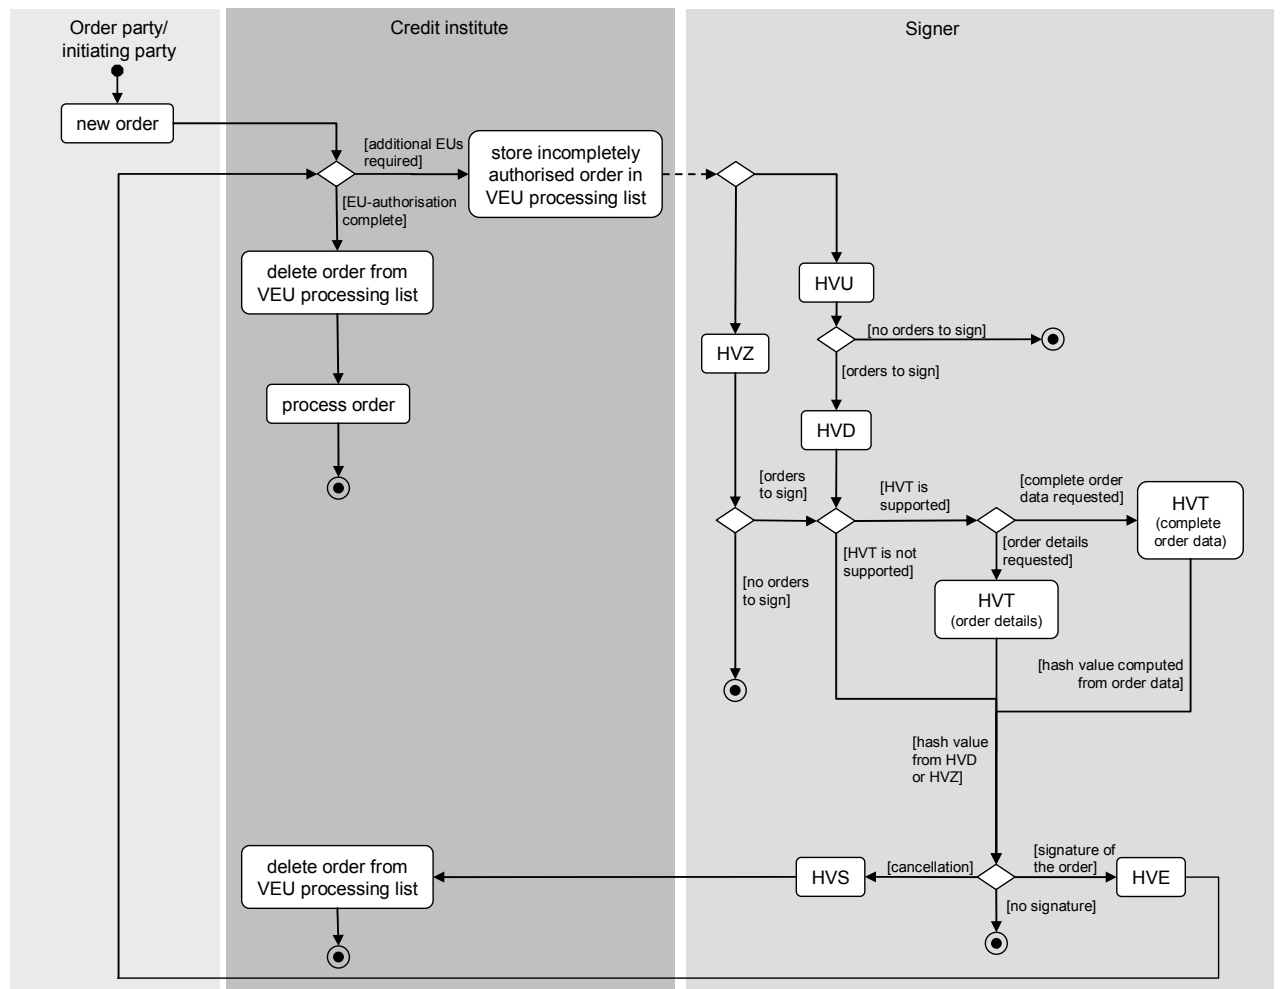 Order party/
initiating party
Credit institute
Signer
new order
[additional EUs
required]
store incompletely
authorised order in
VEU processing list
[EU-authorisation
complete]
delete order from
VEU processing list
HVU
[no orders to sign]
HVZ
[orders to sign]
process order
HVD
[orders
to sign]
[HVT is
supported]
[complete order
data requested]
HVT
(complete
order data)
[HVT is not
supported]
[order details
requested]
[no orders
to sign]
HVT
(order details)
[hash value computed
from order data]
[hash value
from HVD
or HVZ]
delete order from
VEU processing list
HVS
[cancellation]
[signature of
the order]
HVE
[no signature]